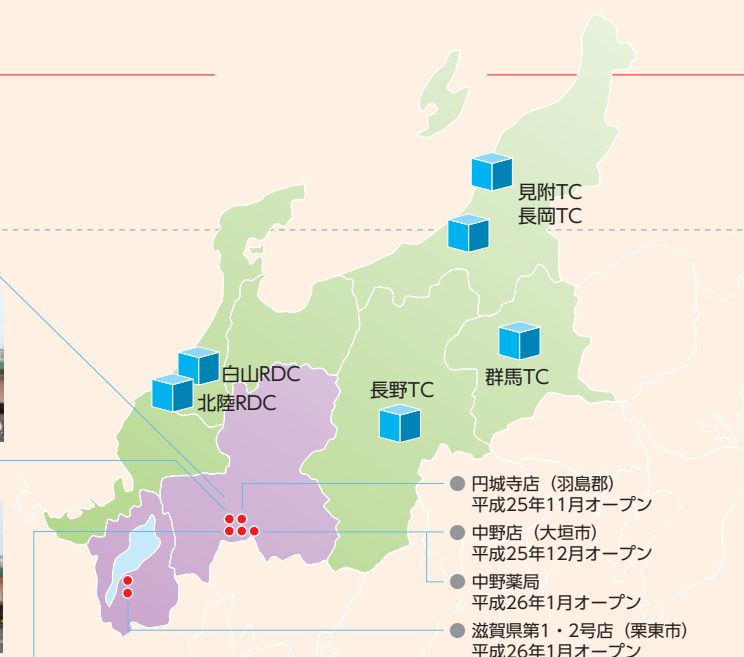 見附TC
長岡TC
白山RDC
北陸RDC
長野TC
群馬TC
円城寺店（羽島郡）
平成25年11月オープン
中野店（大垣市）
平成25年12月オープン
中野薬局
平成26年1月オープン
滋賀県第1・2号店（栗東市）
平成26年1月オープン